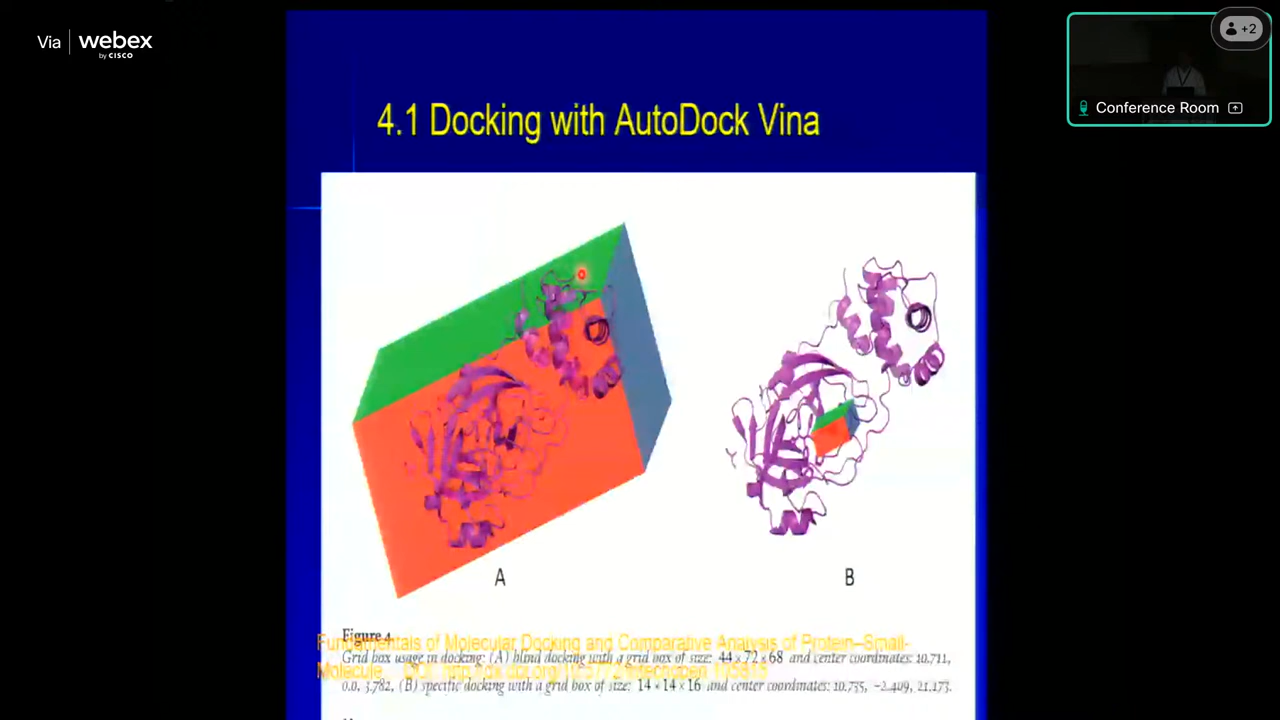 Via webex
by CISCO
+2
Conference Room
4.1 Docking with AutoDock Vina
A
B
Figure 4.
Fundamentals of Molecular Docking and Comparative Analysis of Protein–Small-
Grid box usage in docking: (A) blind docking with a grid box of size: 44 × 72 × 68 and center coordinates: 10.711,
Molecule
0.0, 3.782, (B) specific docking with a grid box of size: 14 × 14 × 16 and center coordinates: 10.735, −2.409, 21.173.